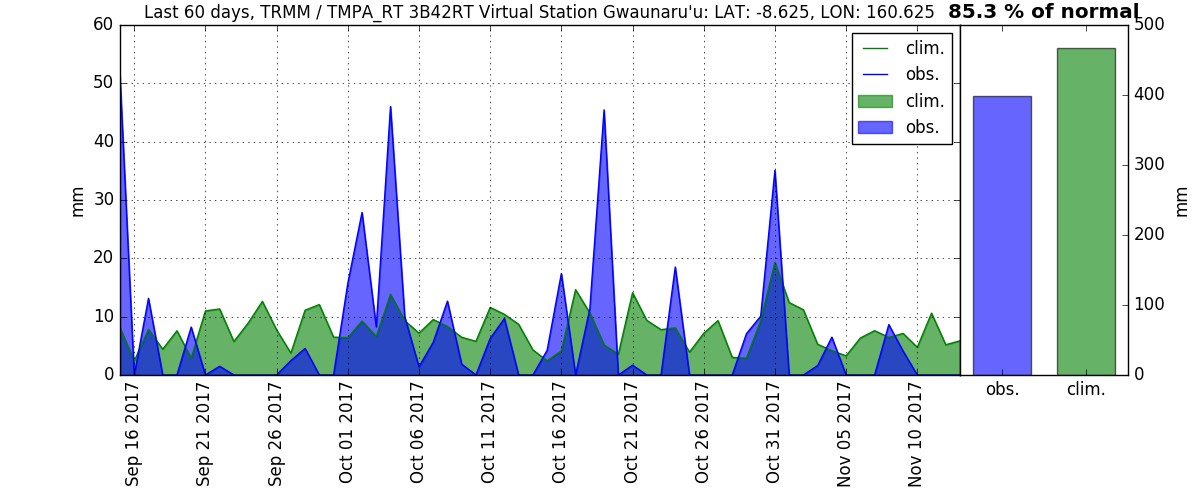 Last 60 days, TRMM / TMPA_RT 3B42RT Virtual Station Gwaunaru'u: LAT: -8.625, LON: 160.625 85.3 % of normal
60
50
40
30
20
10
0
mm
clim.
obs.
clim.
obs.
Sep 16 2017
Sep 21 2017
Sep 26 2017
Oct 01 2017
Oct 06 2017
Oct 11 2017
Oct 16 2017
Oct 21 2017
Oct 26 2017
Oct 31 2017
Nov 05 2017
Nov 10 2017
500
400
300
200
100
0
mm
obs. clim.